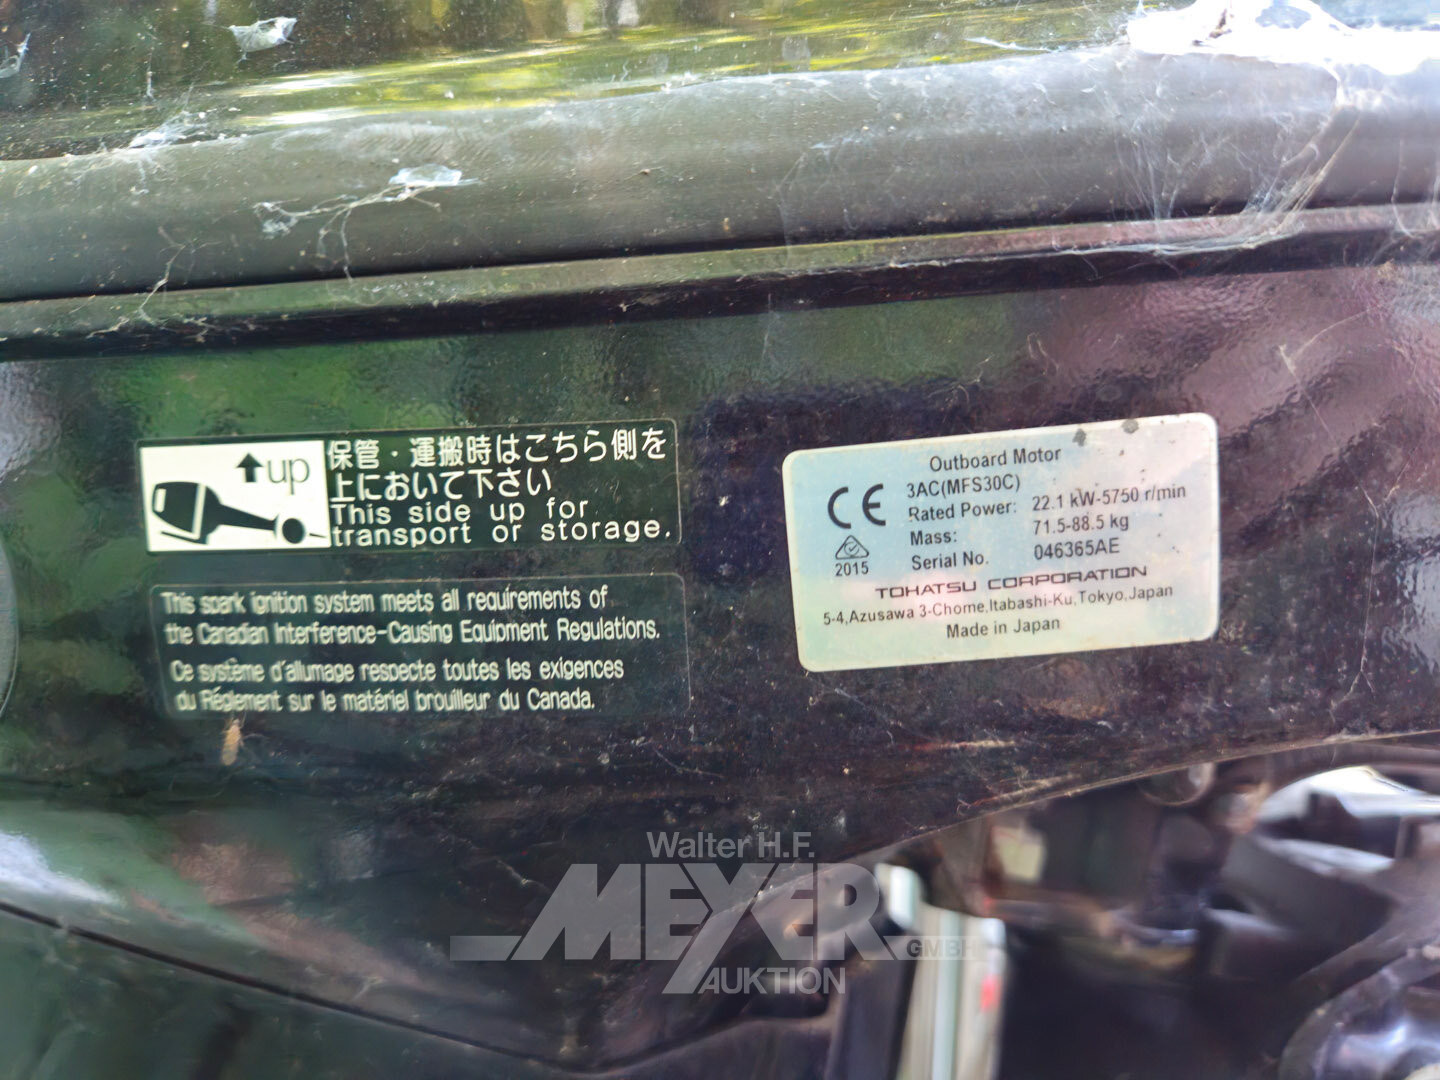 up
保管・運搬時はこちら側を
上において下さい
This side up for
transport or storage.
This spark ignition system meets all requirements of
the Canadian Interference-Causing Equipment Regulations.
Ce système d'allumage respecte toutes les exigences
du Réglement sur le matériel brouilleur du Canada.
Outboard Motor
CE
3AC(MFS30C)
Rated Power: 22.1 kW-5750 r/min
Mass: 71.5-88.5 kg
2015
Serial No. 046365AE
TOHATSU CORPORATION
5-4,Azusawa 3-Chome,Itabashi-Ku,Tokyo,Japan
Made in Japan
Walter H.F.
MEYER GMBH
AUKTION